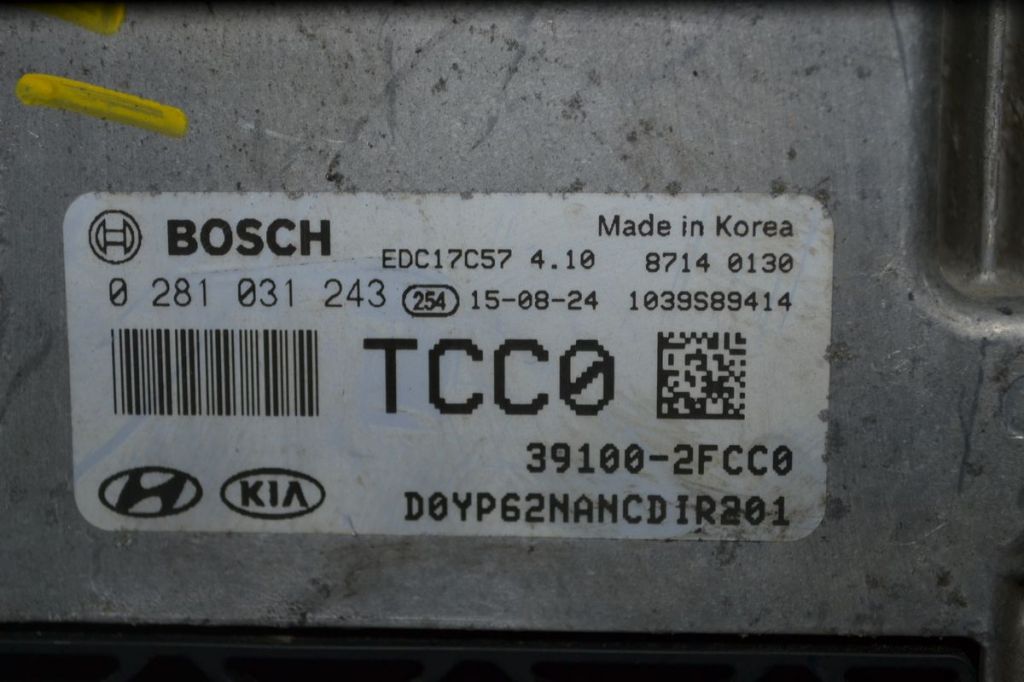 BOSCH Made in Korea
EDC17C57 4.10 8714 0130
0 281 031 243 254 15-08-24 1039S89414
TCC0
39100-2FCC0
KIA
D0YP62NANCDIR201